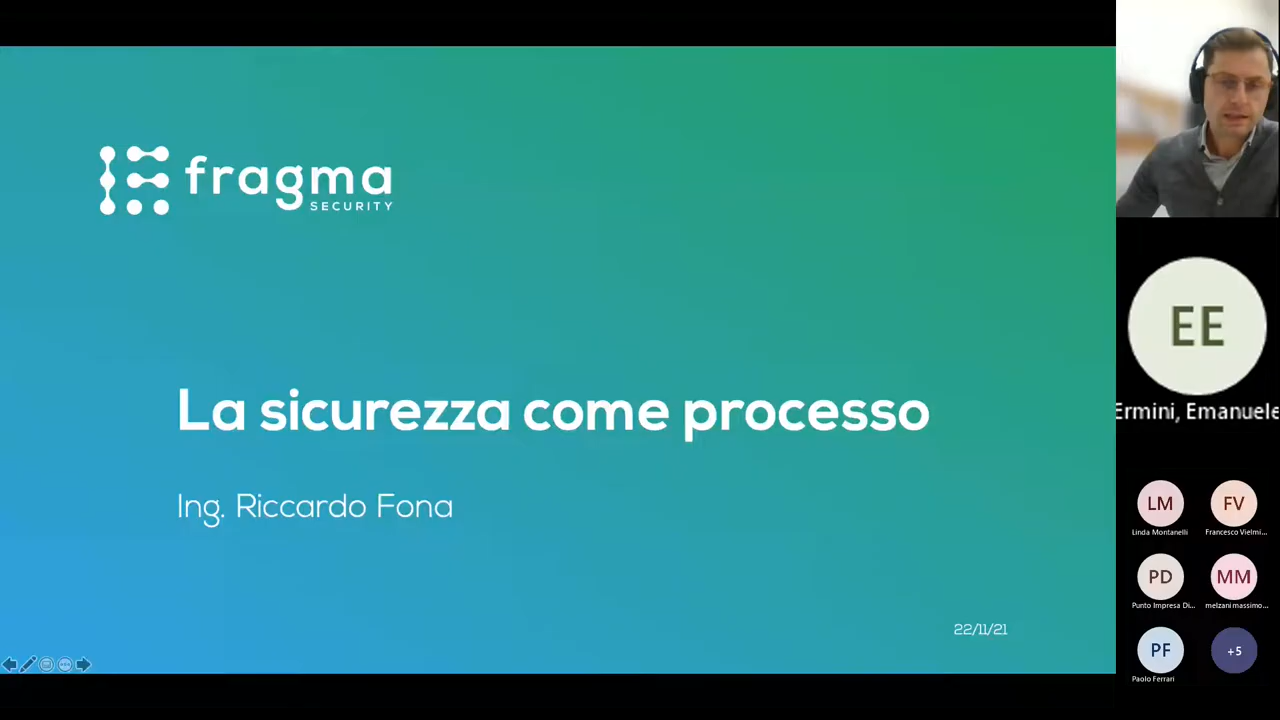 fragma
SECURITY
La sicurezza come processo
Ing. Riccardo Fona
22/11/21
EE
Ermini, Emanuele
LM
FV
Linda Montanelli
Francesco Vielmi...
PD
MM
Punto Impresa Di...
melzani massimo...
PF
+5
Paolo Ferrari